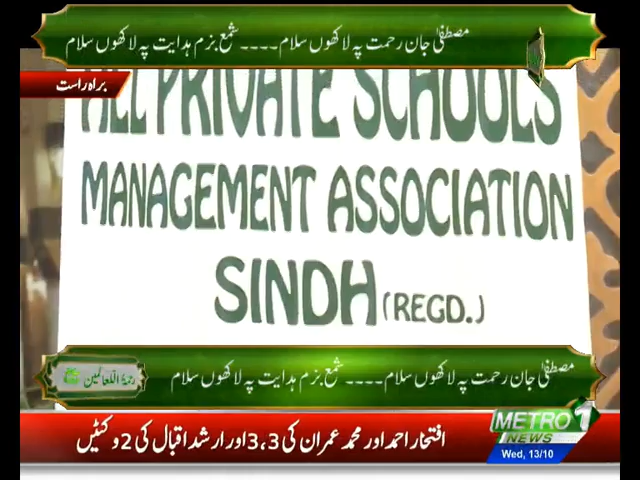 مصطفیٰ جان رحمت پہ لاکھوں سلام .... شمع بزم ہدایت پہ لاکھوں سلام
براہ راست
ALL PRIVATE SCHOOLS
MANAGEMENT ASSOCIATION
SINDH (REGD.)
رحمۃ اللعالمین
مصطفیٰ جان رحمت پہ لاکھوں سلام .... شمع بزم ہدایت پہ لاکھوں سلام
افتخار احمد اور محمد عمران کی 3،3 اور ارشد اقبال کی 2 وکٹیں
METRO 1
NEWS
Wed, 13/10